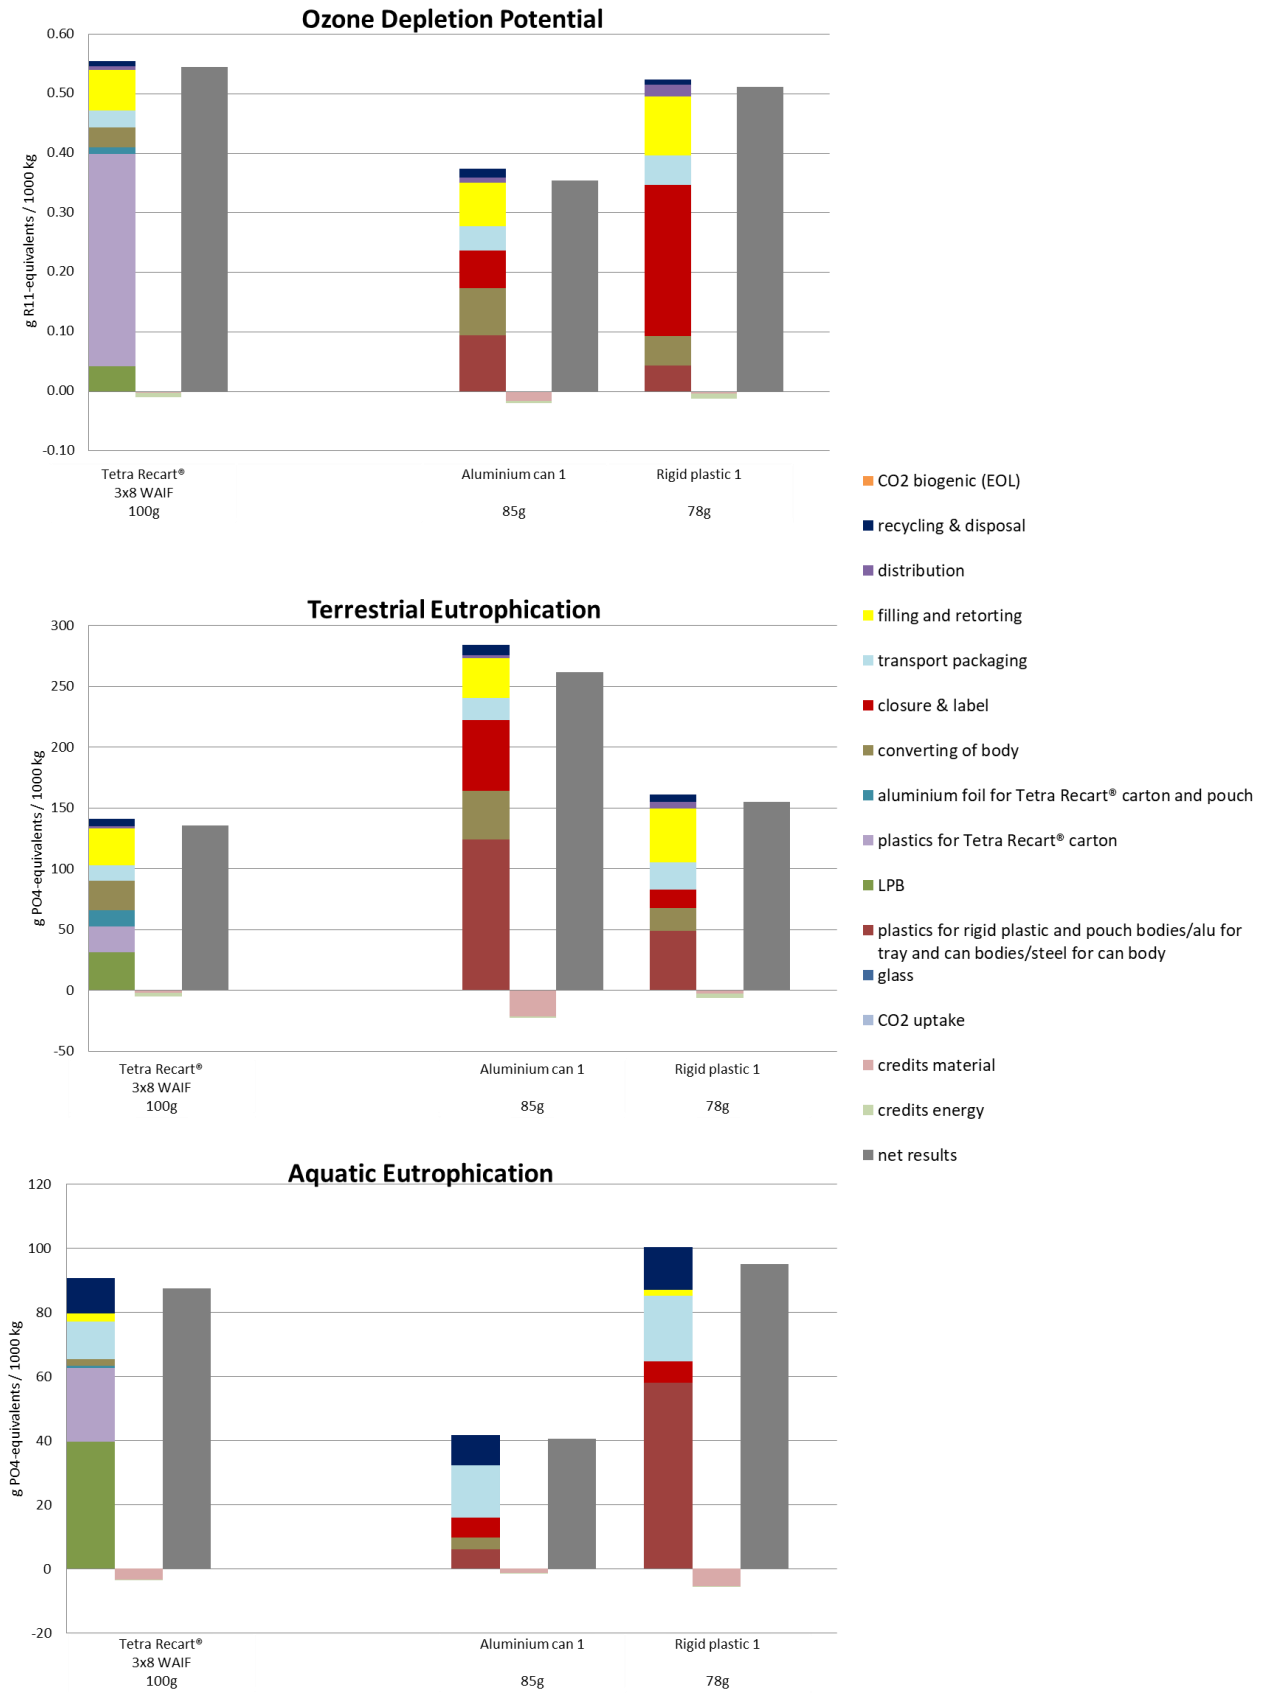 Ozone Depletion Potential
g R11-equivalents / 1000 kg
0.60
0.50
0.40
0.30
0.20
0.10
0.00
-0.10
Tetra Recart®
3x8 WAIF
100g
Aluminium can 1
85g
Rigid plastic 1
78g
Terrestrial Eutrophication
g PO4-equivalents / 1000 kg
300
250
200
150
100
50
0
-50
Tetra Recart®
3x8 WAIF
100g
Aluminium can 1
85g
Rigid plastic 1
78g
Aquatic Eutrophication
g PO4-equivalents / 1000 kg
120
100
80
60
40
20
0
-20
Tetra Recart®
3x8 WAIF
100g
Aluminium can 1
85g
Rigid plastic 1
78g
CO2 biogenic (EOL)
recycling & disposal
distribution
filling and retorting
transport packaging
closure & label
converting of body
aluminium foil for Tetra Recart® carton and pouch
plastics for Tetra Recart® carton
LPB
plastics for rigid plastic and pouch bodies/alu for
tray and can bodies/steel for can body
glass
CO2 uptake
credits material
credits energy
net results